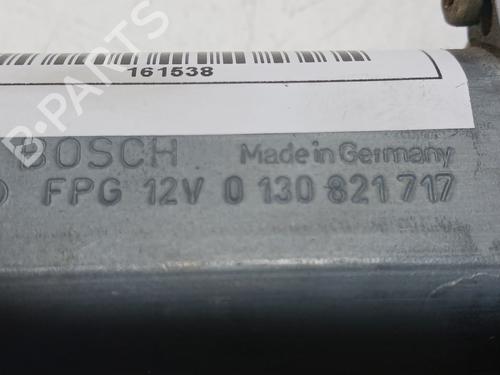 B-PARTS
161538
BOSCH Made in Germany
FPG 12V 0 130 821 717